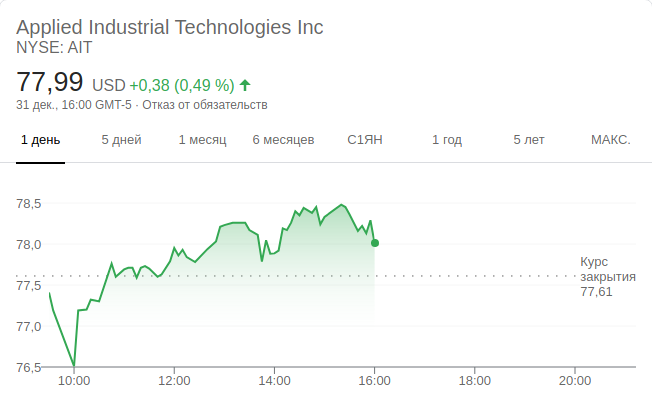 Applied Industrial Technologies Inc
NYSE: AIT
77,99 USD +0,38 (0,49 %)
31 дек., 16:00 GMT-5 · Отказ от обязательств
1 день 5 дней 1 месяц 6 месяцев С1ЯН 1 год 5 лет МАКС.
78,5
78,0
77,5
77,0
76,5
Курс
закрытия
77,61
10:00 12:00 14:00 16:00 18:00 20:00